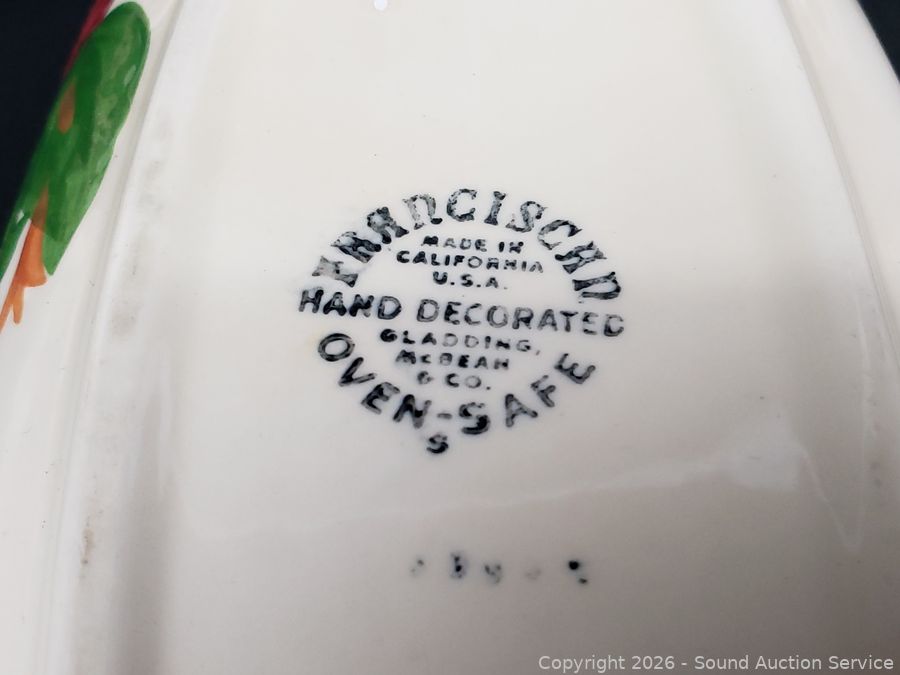 FRANCISCAN
MADE IN
CALIFORNIA
U.S.A.
HAND DECORATED
GLADDING,
McBEAN
& CO.
OVEN-SAFE
S
Copyright © 2026 - Sound Auction Service